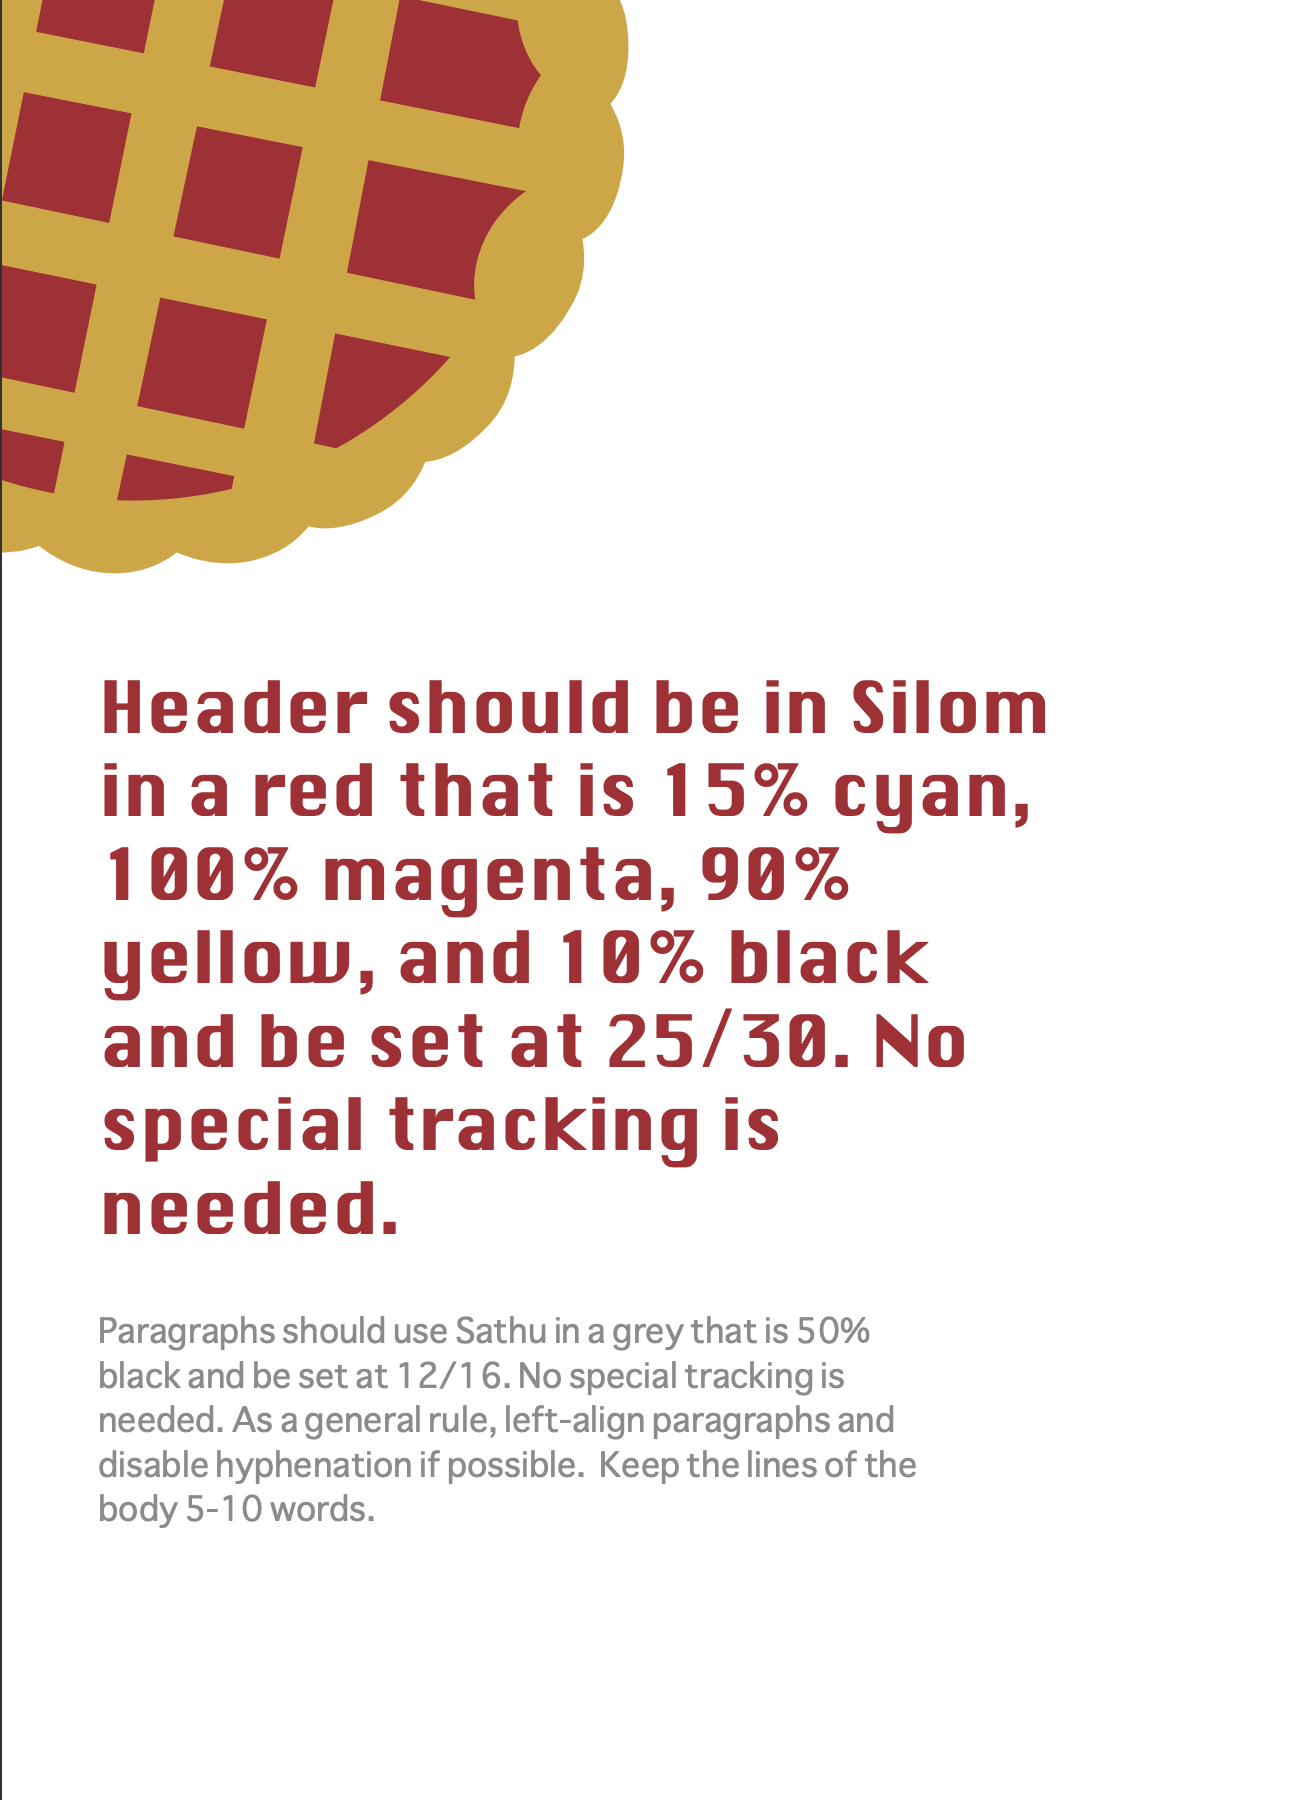 Header should be in Silom
in a red that is 15% cyan,
100% magenta, 90%
yellow, and 10% black
and be set at 25/30. No
special tracking is
needed.
Paragraphs should use Sathu in a grey that is 50%
black and be set at 12/16. No special tracking is
needed. As a general rule, left-align paragraphs and
disable hyphenation if possible.  Keep the lines of the
body 5-10 words.